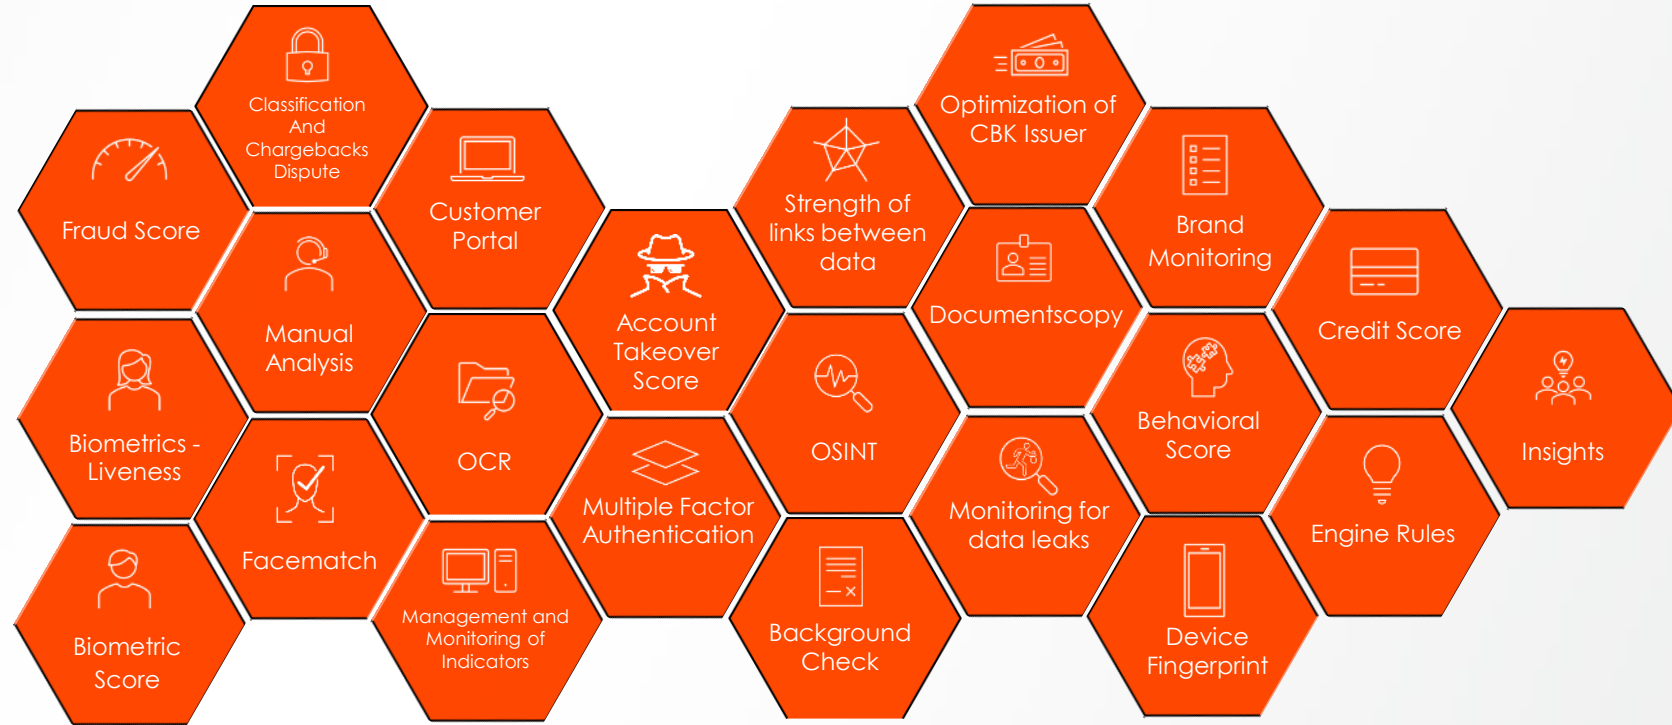 Classification
And
Chargebacks
Dispute
Fraud Score
Customer
Portal
Manual
Analysis
Biometrics -
Liveness
OCR
Facematch
Biometric
Score
Management and
Monitoring of
Indicators
Account
Takeover
Score
Multiple Factor
Authentication
Strength of
links between
data
Optimization of
CBK Issuer
Brand
Monitoring
Documentscopy
Credit Score
OSINT
Behavioral
Score
Insights
Monitoring for
data leaks
Engine Rules
Background
Check
Device
Fingerprint